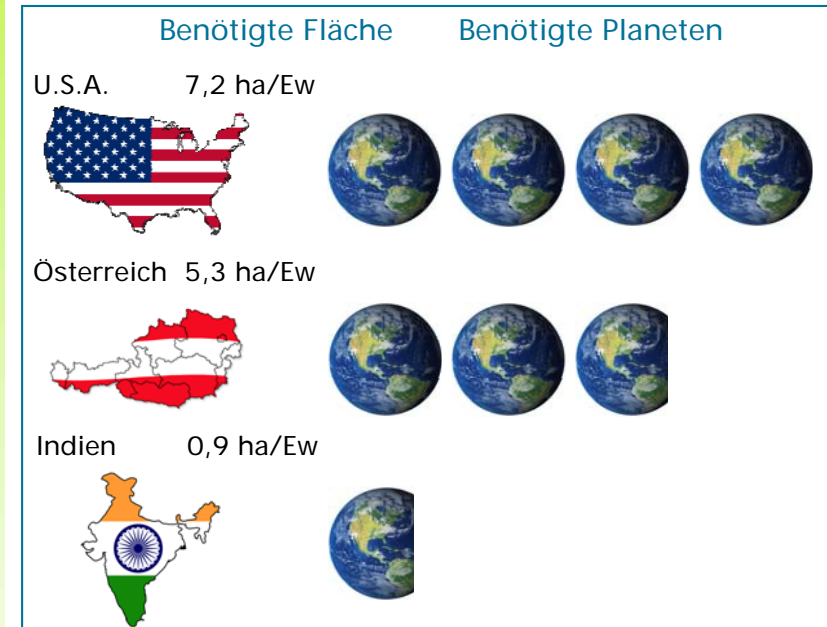 Benötigte Fläche Benötigte Planeten
U.S.A. 7,2 ha/Ew
Österreich 5,3 ha/Ew
Indien 0,9 ha/Ew